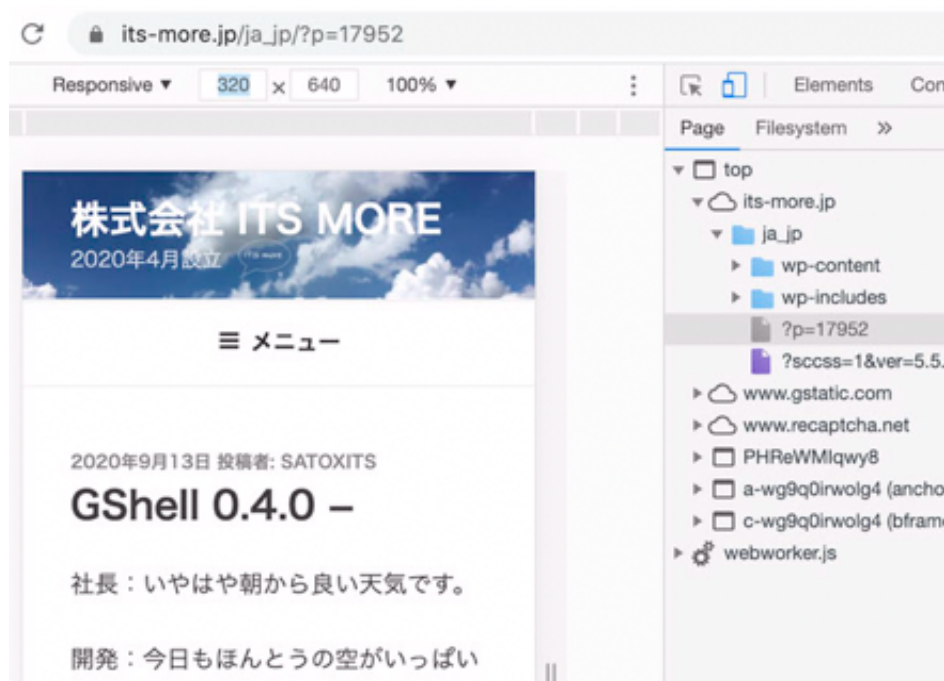 its-more.jp/ja_jp/?p=17952
Responsive ▼ 320 × 640 100% ▼
Elements
Page Filesystem »
top
its-more.jp
ja_jp
wp-content
wp-includes
?p=17952
?sccss=1&ver=5.5.
www.gstatic.com
www.recaptcha.net
PHReWMIqwy8
a-wg9q0irwolg4 (ancho
c-wg9q0irwolg4 (bframe
webworker.js
株式会社 ITS MORE
2020年4月設立
ITS more
≡ メニュー
2020年9月13日 投稿者: SATOXITS
GShell 0.4.0 –
社長：いやはや朝から良い天気です。
開発：今日もほんとうの空がいっぱい